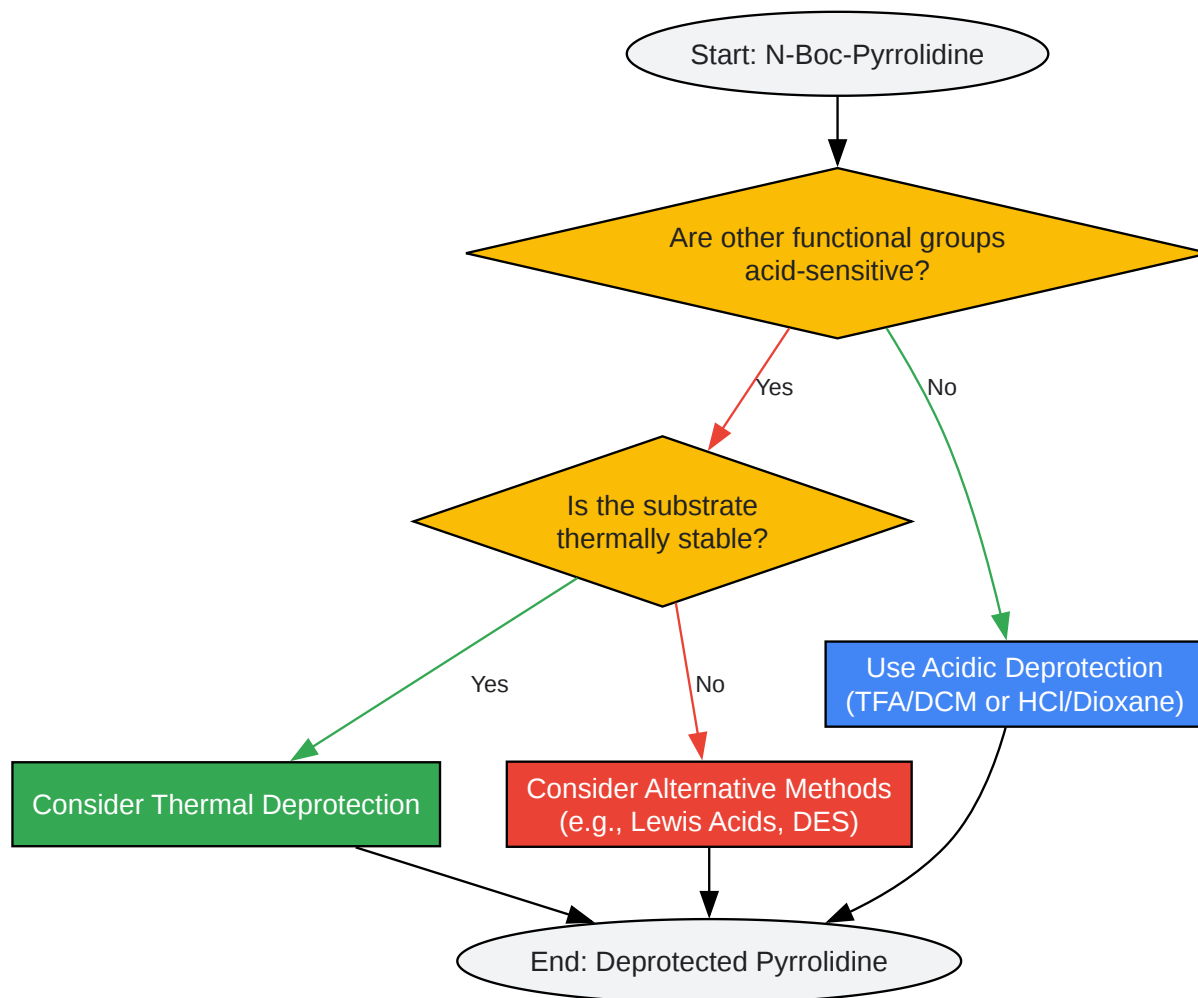 Start: N-Boc-Pyrrolidine
Are other functional groups
acid-sensitive?
Yes
No
Is the substrate
thermally stable?
Yes
No
Use Acidic Deprotection
(TFA/DCM or HCl/Dioxane)
Consider Thermal Deprotection
Consider Alternative Methods
(e.g., Lewis Acids, DES)
End: Deprotected Pyrrolidine